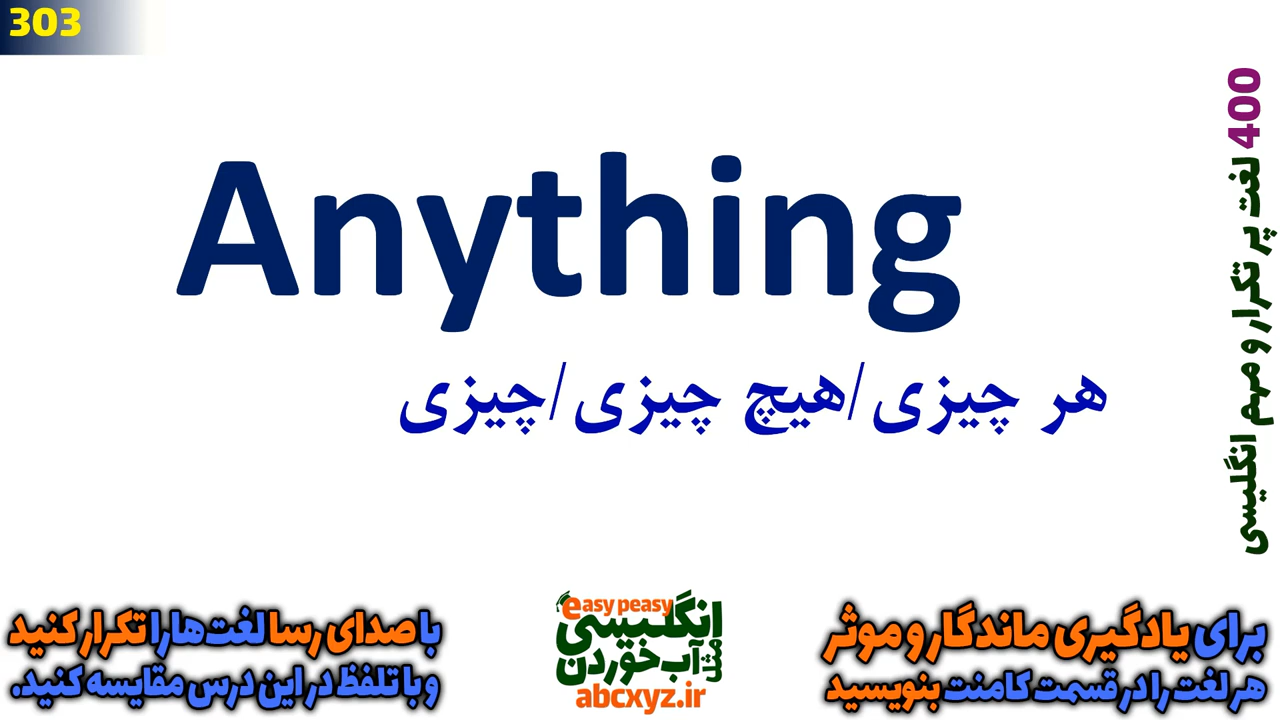 303
Anything
هر چیزی/هیچ چیزی/چیزی
400 لغت پر تکرار و مهم انگلیسی
برای یادگیری ماندگار و موثر
هر لغت را در قسمت کامنت بنویسید
easy peasy
انگلیسی
مثل آب خوردن
abcxyz.ir
با صدای رسا لغت‌ها را تکرار کنید
و با تلفظ در این درس مقایسه کنید.